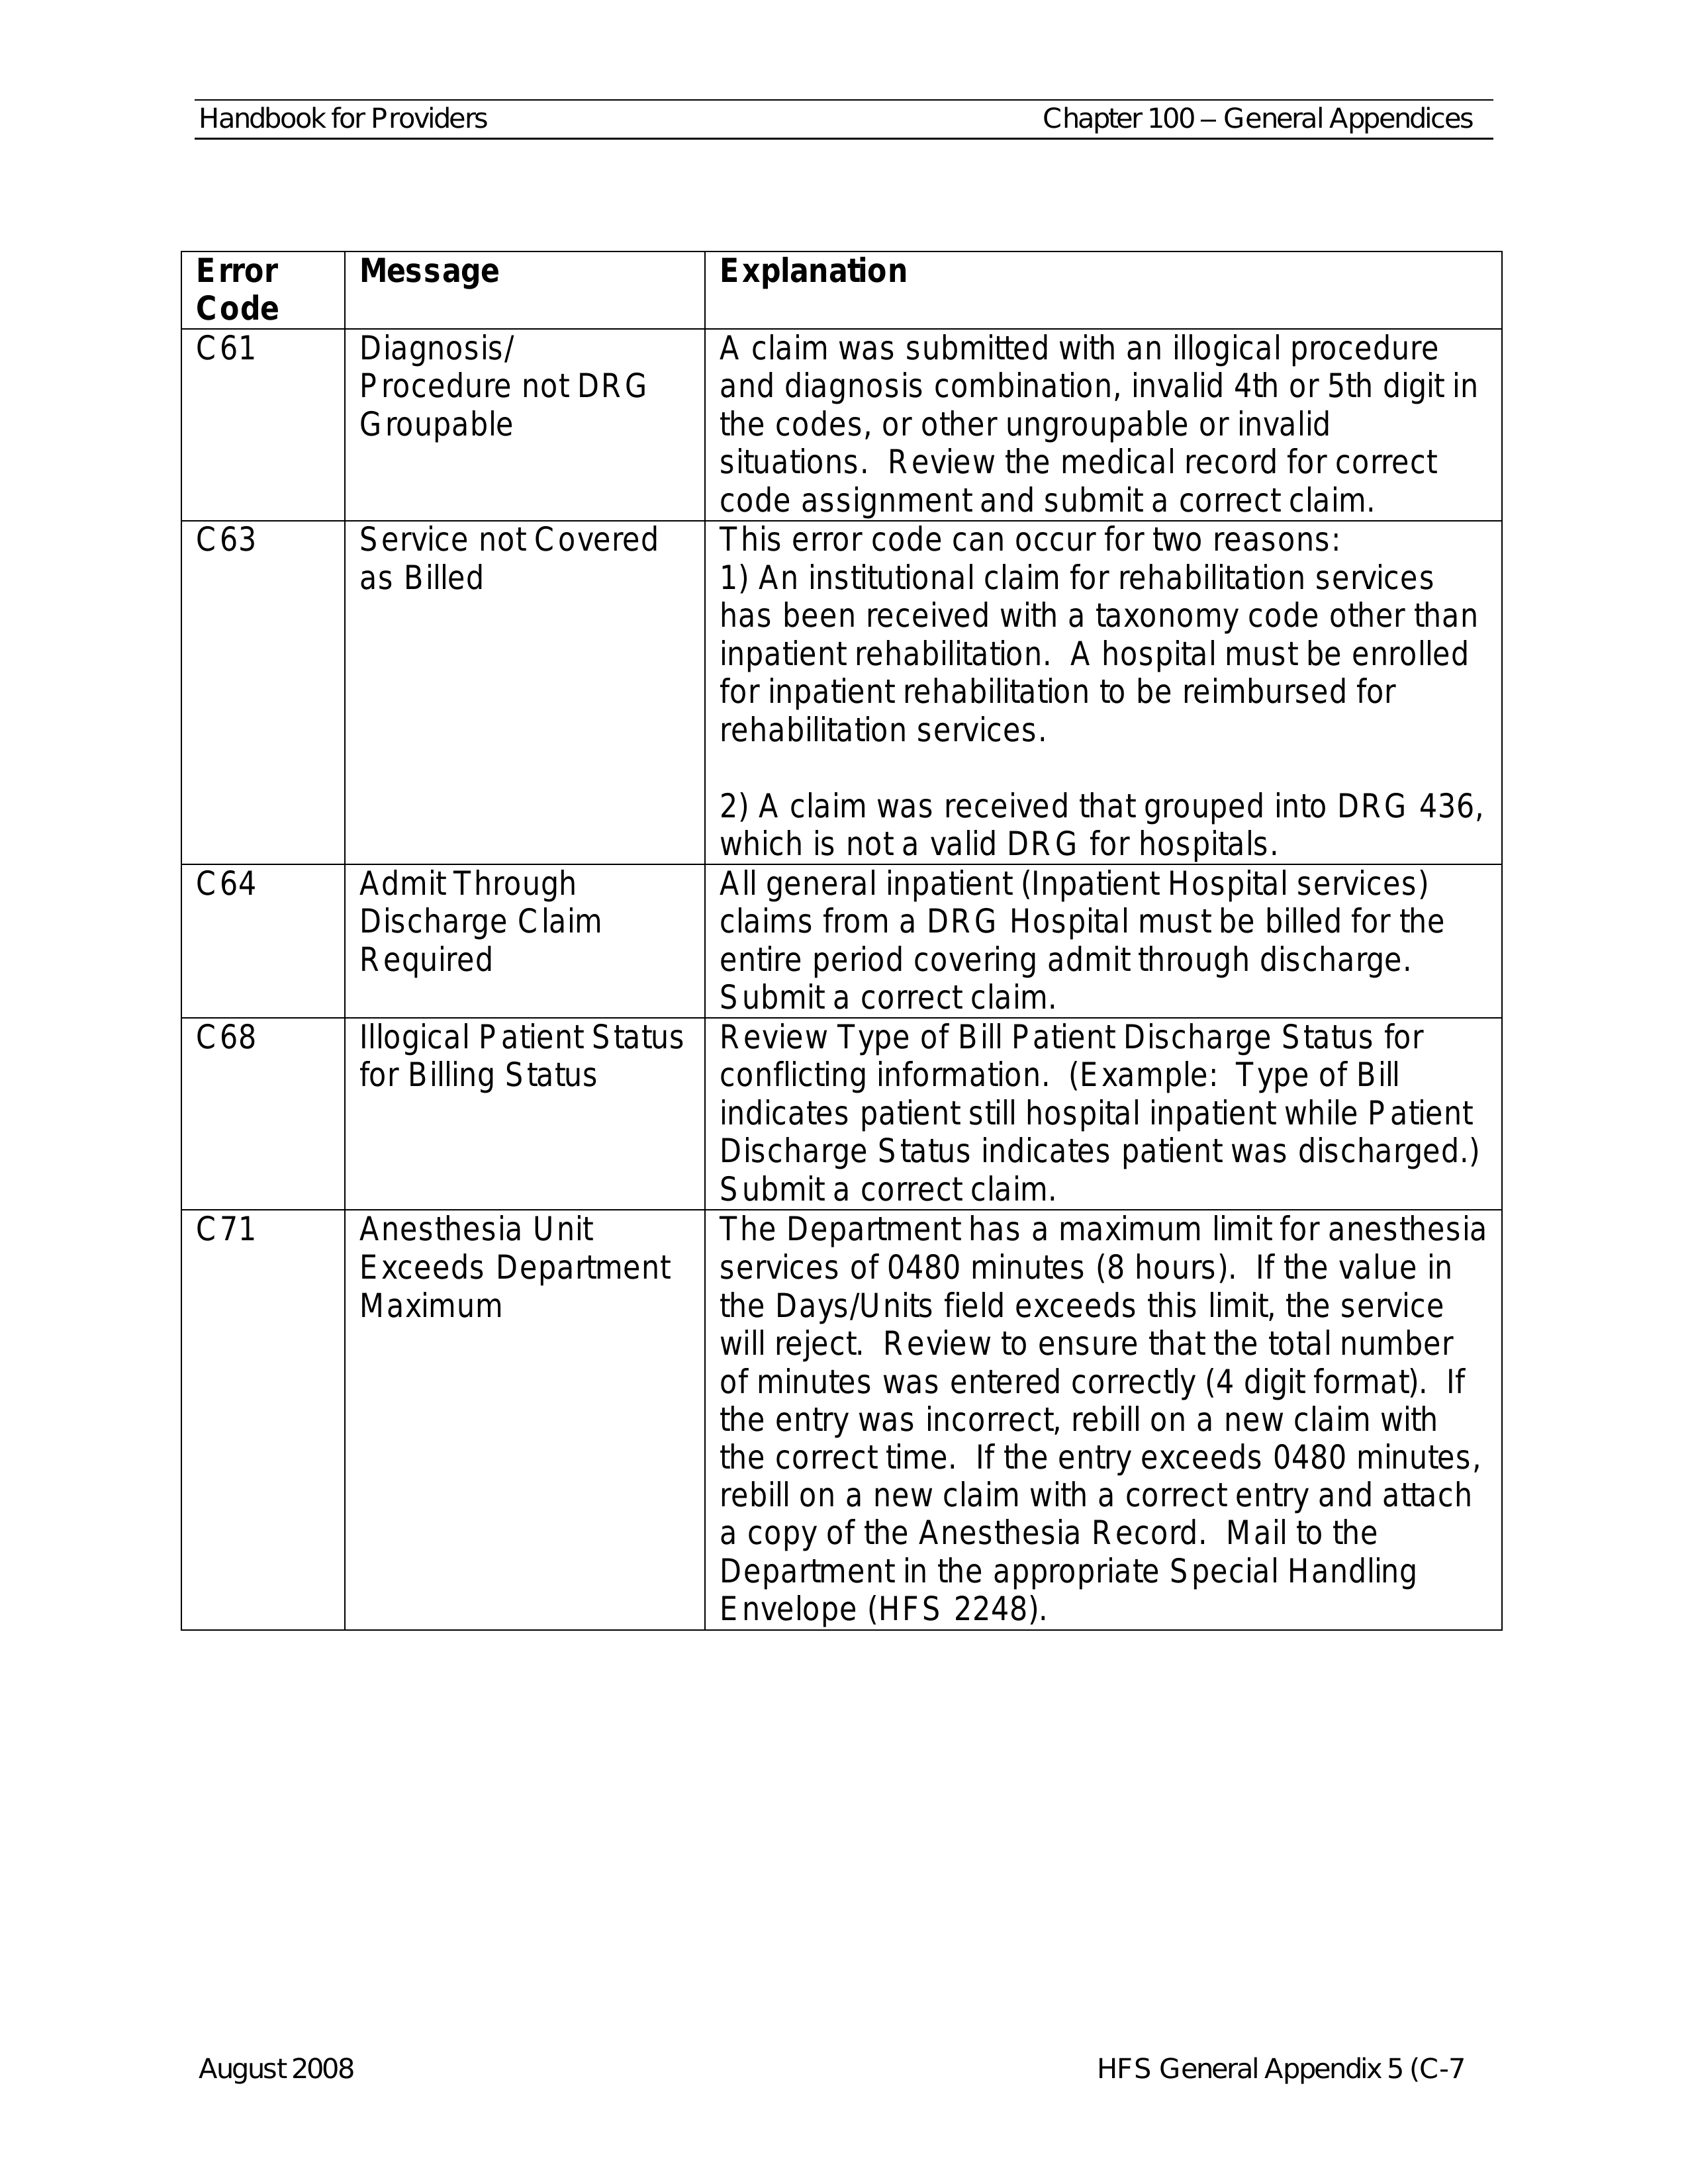 Handbook for Providers
Chapter 100 – General Appendices
Error
Code
Message
Explanation
C61
Diagnosis/
Procedure not DRG
Groupable
A claim was submitted with an illogical procedure
and diagnosis combination, invalid 4th or 5th digit in
the codes, or other ungroupable or invalid
situations.  Review the medical record for correct
code assignment and submit a correct claim.
C63
Service not Covered
as Billed
This error code can occur for two reasons:
1) An institutional claim for rehabilitation services
has been received with a taxonomy code other than
inpatient rehabilitation.  A hospital must be enrolled
for inpatient rehabilitation to be reimbursed for
rehabilitation services.
2) A claim was received that grouped into DRG 436,
which is not a valid DRG for hospitals.
C64
Admit Through
Discharge Claim
Required
All general inpatient (Inpatient Hospital services)
claims from a DRG Hospital must be billed for the
entire period covering admit through discharge.
Submit a correct claim.
C68
Illogical Patient Status
for Billing Status
Review Type of Bill Patient Discharge Status for
conflicting information.  (Example:  Type of Bill
indicates patient still hospital inpatient while Patient
Discharge Status indicates patient was discharged.)
Submit a correct claim.
C71
Anesthesia Unit
Exceeds Department
Maximum
The Department has a maximum limit for anesthesia
services of 0480 minutes (8 hours).  If the value in
the Days/Units field exceeds this limit, the service
will reject.  Review to ensure that the total number
of minutes was entered correctly (4 digit format).  If
the entry was incorrect, rebill on a new claim with
the correct time.  If the entry exceeds 0480 minutes,
rebill on a new claim with a correct entry and attach
a copy of the Anesthesia Record.  Mail to the
Department in the appropriate Special Handling
Envelope (HFS 2248).
August 2008
HFS General Appendix 5 (C-7